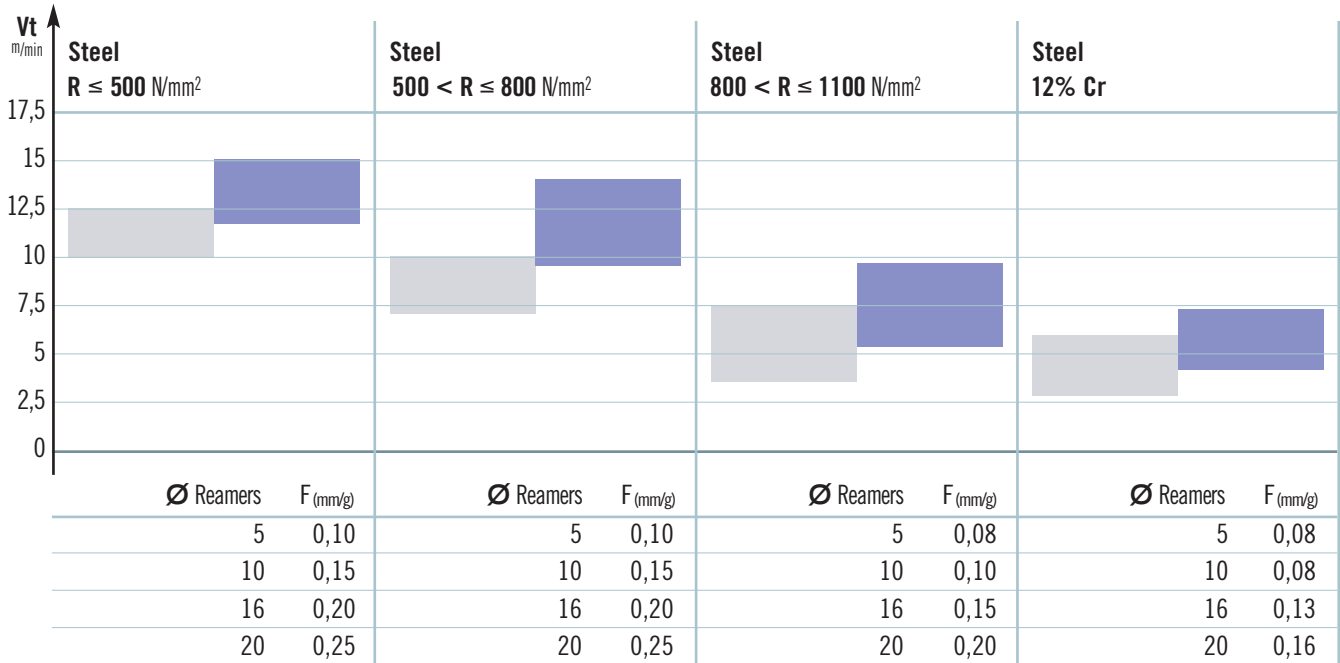 Vt
m/min
Steel
R ≤ 500 N/mm²
Steel
500 < R ≤ 800 N/mm²
Steel
800 < R ≤ 1100 N/mm²
Steel
12% Cr
17,5
15
12,5
10
7,5
5
2,5
0
Ø Reamers F (mm/g) Ø Reamers F (mm/g) Ø Reamers F (mm/g) Ø Reamers F (mm/g)
5 0,10 5 0,10 5 0,08 5 0,08
10 0,15 10 0,15 10 0,10 10 0,08
16 0,20 16 0,20 16 0,15 16 0,13
20 0,25 20 0,25 20 0,20 20 0,16